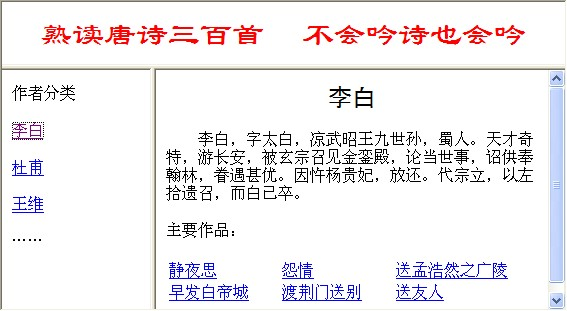 熟读唐诗三百首 不会吟诗也会吟
作者分类
李白
杜甫
王维
……
李白
李白，字太白，凉武昭王九世孙，蜀人。天才奇
特，游长安，被玄宗召见金銮殿，论当世事，诏供奉
翰林，眷遇甚优。因忤杨贵妃，放还。代宗立，以左
拾遗召，而白已卒。
主要作品：
静夜思 怨情 送孟浩然之广陵
早发白帝城 渡荆门送别 送友人